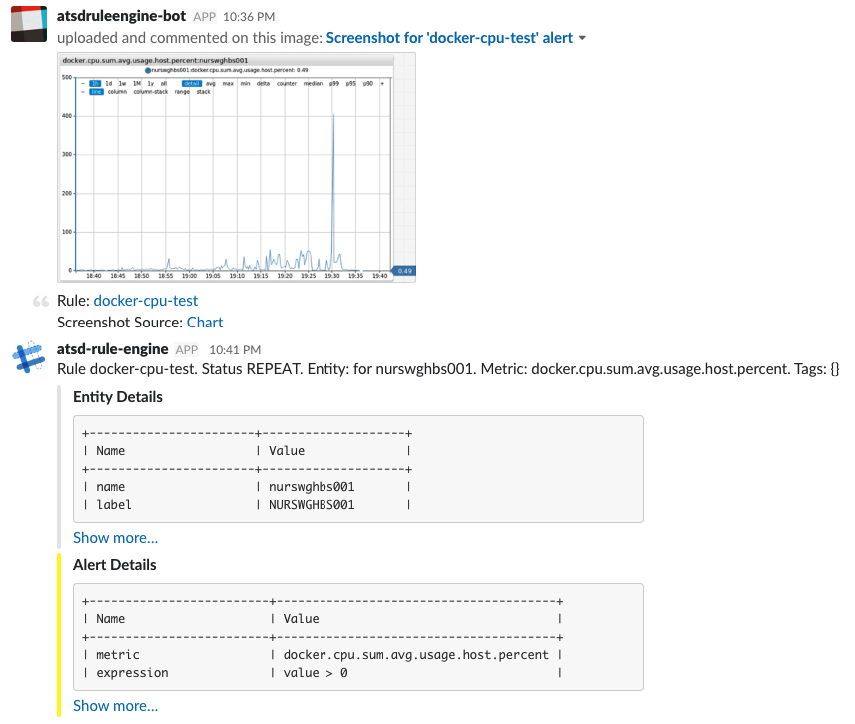 atsdruleengine-bot APP 10:36 PM
uploaded and commented on this image: Screenshot for 'docker-cpu-test' alert
docker.cpu.sum.avg.usage.host.percent:nurswghbs001
nurswghbs001:docker.cpu.sum.avg.usage.host.percent: 0.49
500 − 1h 1d 1w 1M 1y all detail avg max min delta counter median p99 p95 p90 +
− line column column-stack range stack
400
300
200
100
0 0.49
18:40 18:45 18:50 18:55 19:00 19:05 19:10 19:15 19:20 19:25 19:30 19:35 19:40
Rule: docker-cpu-test
Screenshot Source: Chart
atsd-rule-engine APP 10:41 PM
Rule docker-cpu-test. Status REPEAT. Entity: for nurswghbs001. Metric: docker.cpu.sum.avg.usage.host.percent. Tags: {}
Entity Details
+-----------------------+--------------------+
| Name | Value |
+-----------------------+--------------------+
| name | nurswghbs001 |
| label | NURSWGHBS001 |
Show more...
Alert Details
+-------------------------+---------------------------------------+
| Name | Value |
+-------------------------+---------------------------------------+
| metric | docker.cpu.sum.avg.usage.host.percent |
| expression | value > 0 |
Show more...